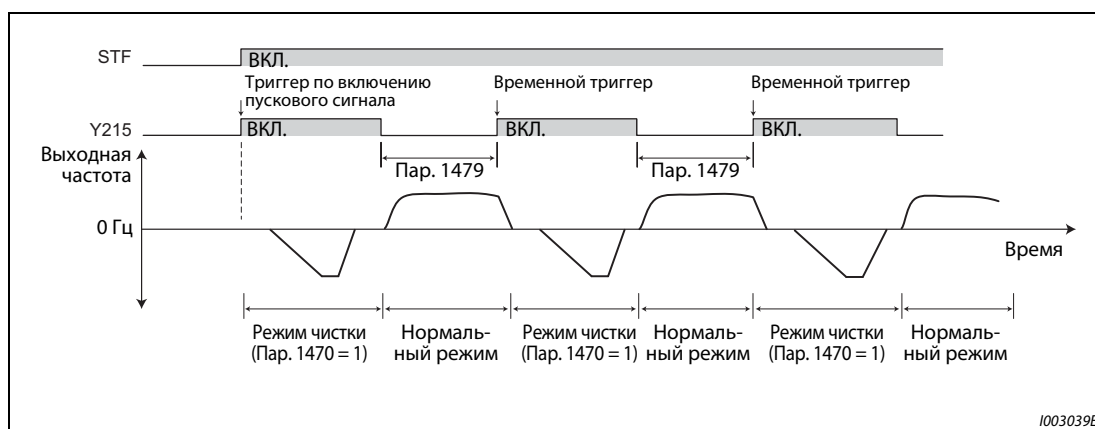 STF
ВКЛ.
Триггер по включению
пускового сигнала
Временной триггер
Временной триггер
Y215
ВКЛ.
ВКЛ.
ВКЛ.
Выходная
частота
Пар. 1479
Пар. 1479
0 Гц
Время
Режим чистки
(Пар. 1470 = 1)
Нормаль-
ный режим
Режим чистки
(Пар. 1470 = 1)
Нормаль-
ный режим
Режим чистки
(Пар. 1470 = 1)
Нормаль-
ный режим
I003039E